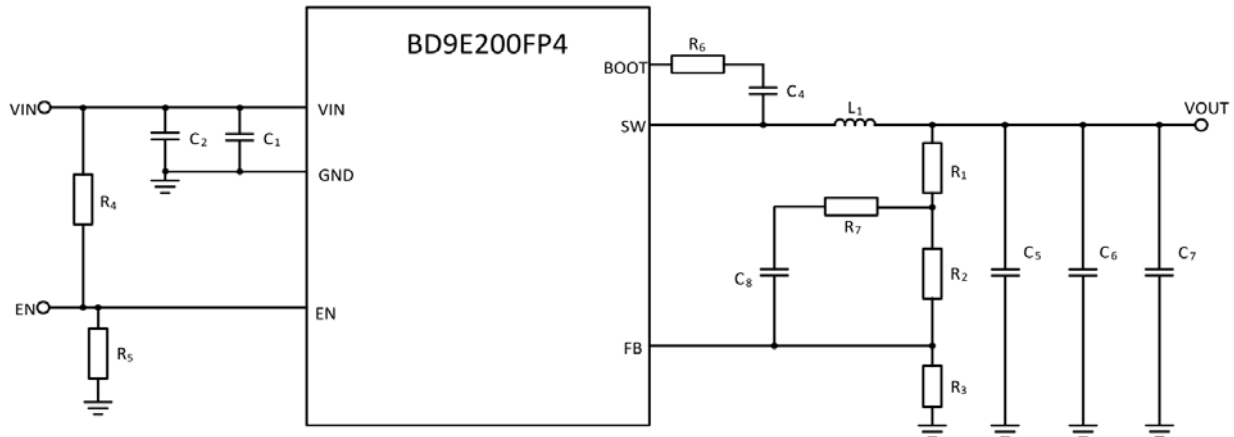 BD9E200FP4
BOOT
R6
C4
VIN
VIN
SW
L1
VOUT
C2
C1
R1
GND
R4
R7
C8
R2
C5
C6
C7
EN
EN
FB
R5
R3